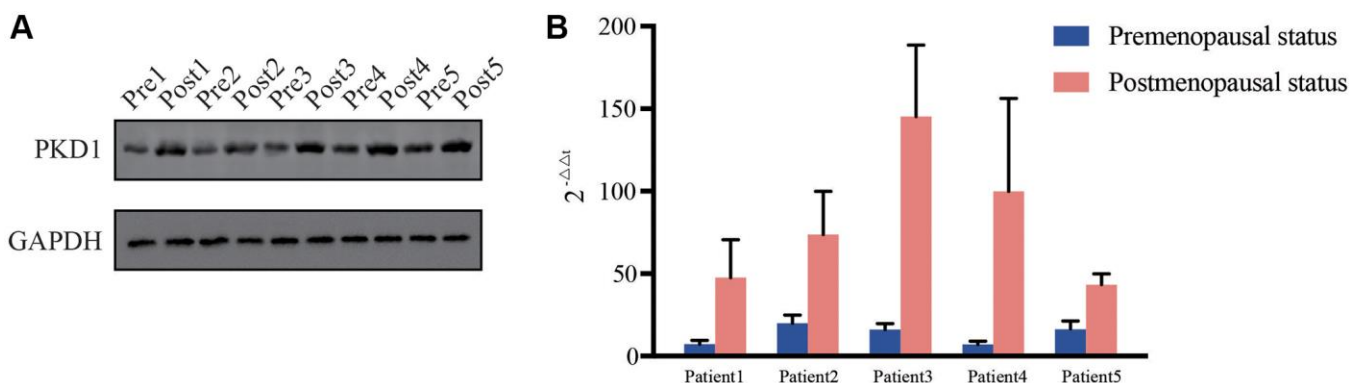 A
Pre1 Post1 Pre2 Post2 Pre3 Post3 Pre4 Post4 Pre5 Post5
PKD1
GAPDH
B
200
150
100
50
0
2^-△△t
Patient1 Patient2 Patient3 Patient4 Patient5
Premenopausal status
Postmenopausal status